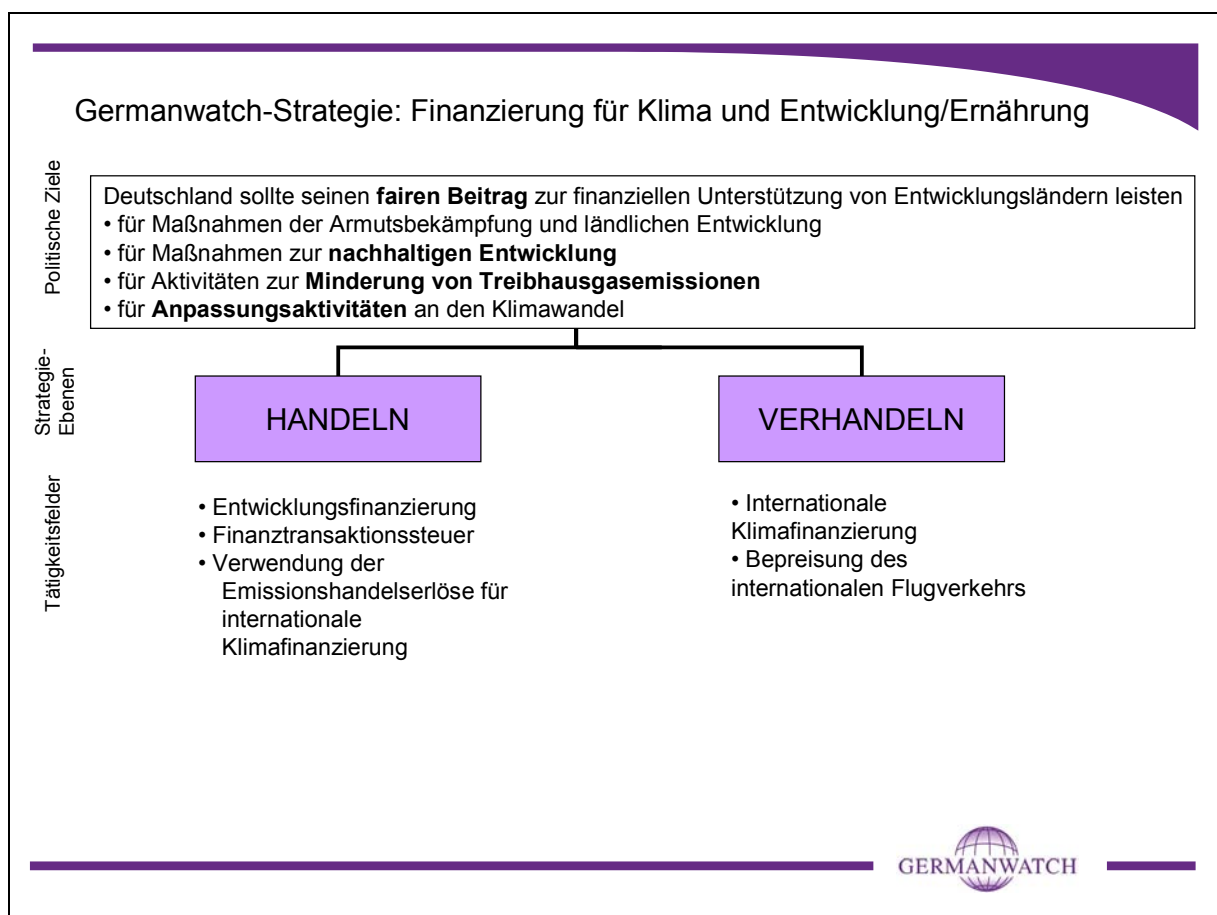 Germanwatch-Strategie: Finanzierung für Klima und Entwicklung/Ernährung
Politische Ziele
Deutschland sollte seinen fairen Beitrag zur finanziellen Unterstützung von Entwicklungsländern leisten
• für Maßnahmen der Armutsbekämpfung und ländlichen Entwicklung
• für Maßnahmen zur nachhaltigen Entwicklung
• für Aktivitäten zur Minderung von Treibhausgasemissionen
• für Anpassungsaktivitäten an den Klimawandel
Strategie-
Ebenen
HANDELN
VERHANDELN
Tätigkeitsfelder
• Entwicklungsfinanzierung
• Finanztransaktionssteuer
• Verwendung der
Emissionshandelserlöse für
internationale
Klimafinanzierung
• Internationale
Klimafinanzierung
• Bepreisung des
internationalen Flugverkehrs
GERMANWATCH